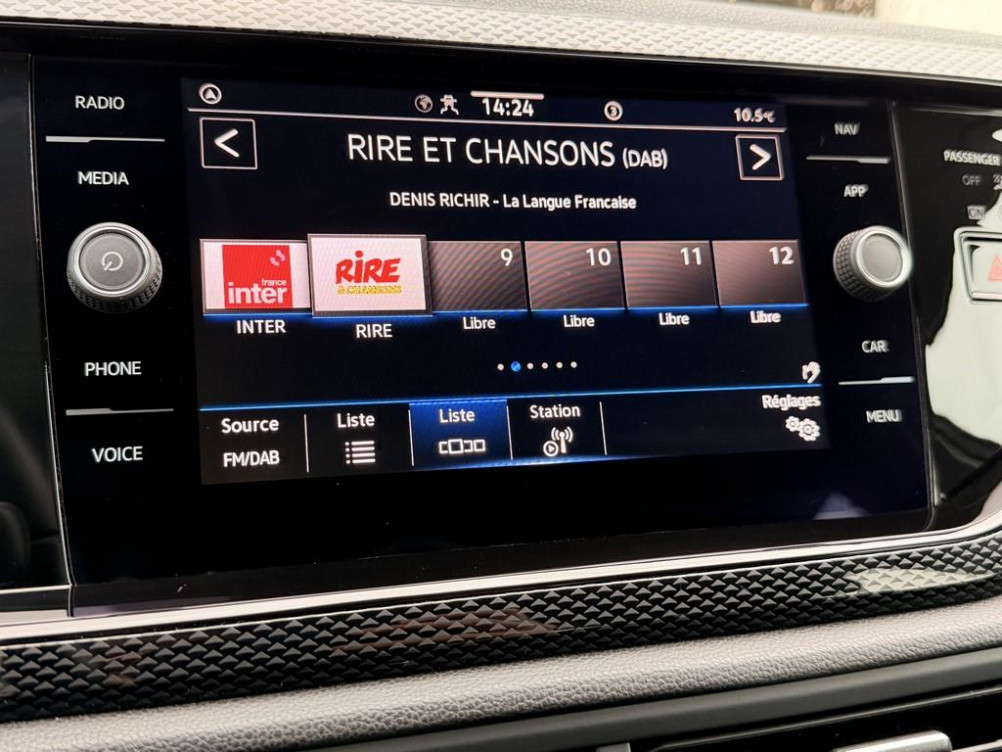 RADIO
MEDIA
PHONE
VOICE
14:24
3
10.5°C
RIRE ET CHANSONS (DAB)
DENIS RICHIR - La Langue Francaise
france
inter
RIRE
& CHANSONS
9
10
11
12
INTER
RIRE
Libre
Libre
Libre
Libre
Source
FM/DAB
Liste
Liste
Station
Réglages
NAV
APP
CAR
MENU
PASSENGER
OFF
ON